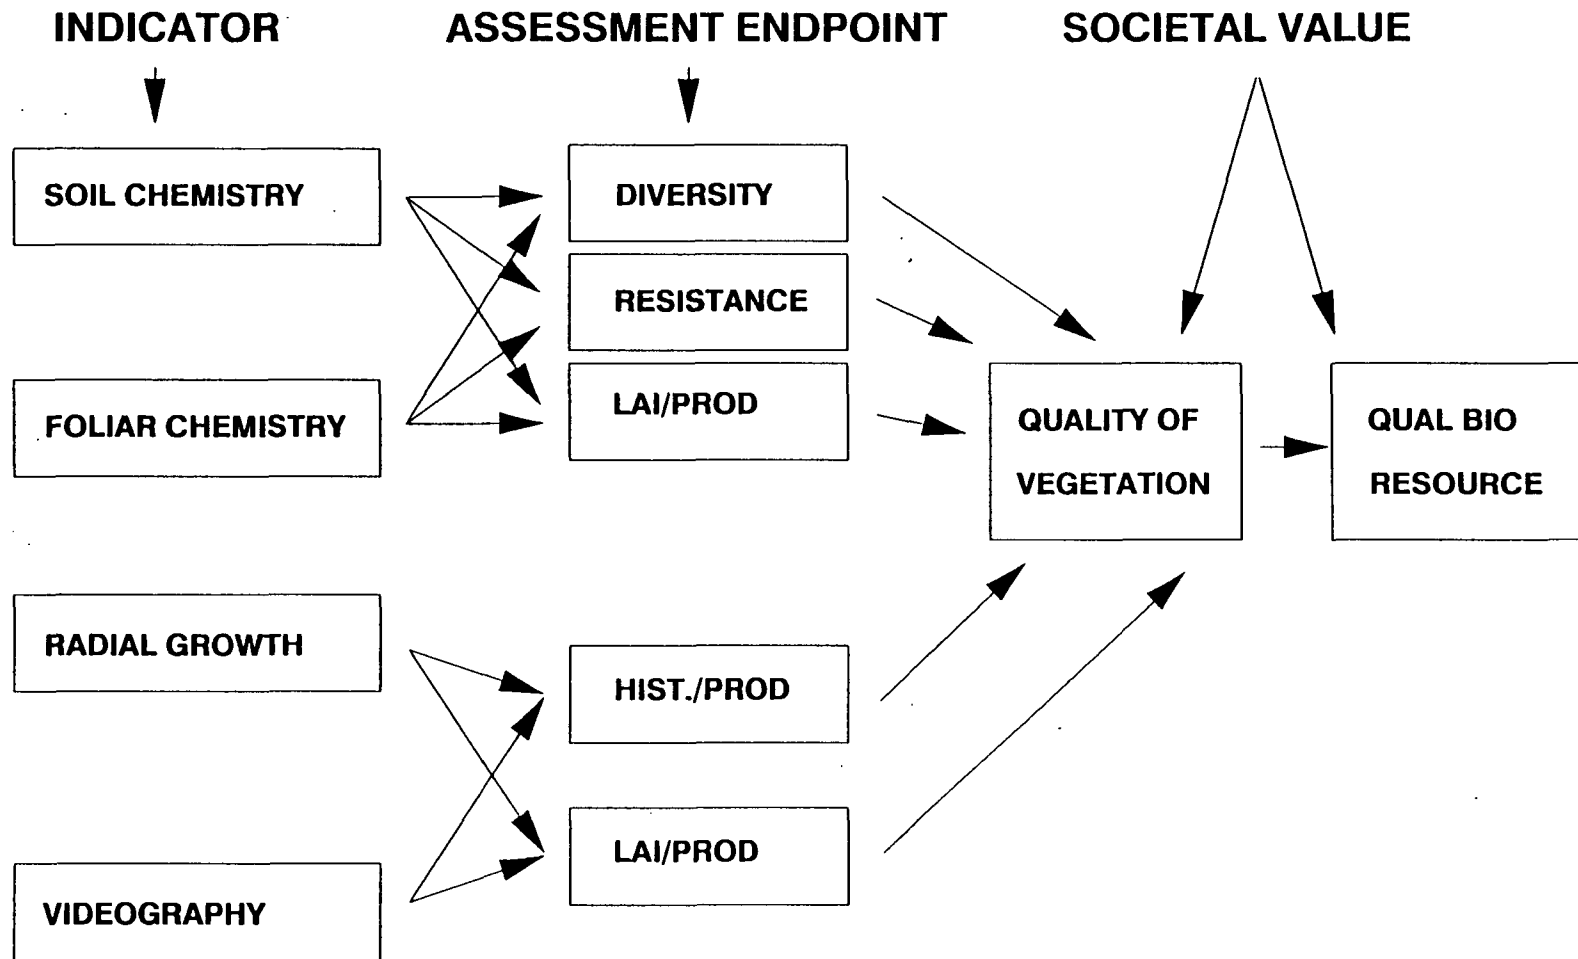 INDICATOR
ASSESSMENT ENDPOINT
SOCIETAL VALUE
SOIL CHEMISTRY
FOLIAR CHEMISTRY
RADIAL GROWTH
VIDEOGRAPHY
DIVERSITY
RESISTANCE
LAI/PROD
HIST./PROD
LAI/PROD
QUALITY OF
VEGETATION
QUAL BIO
RESOURCE